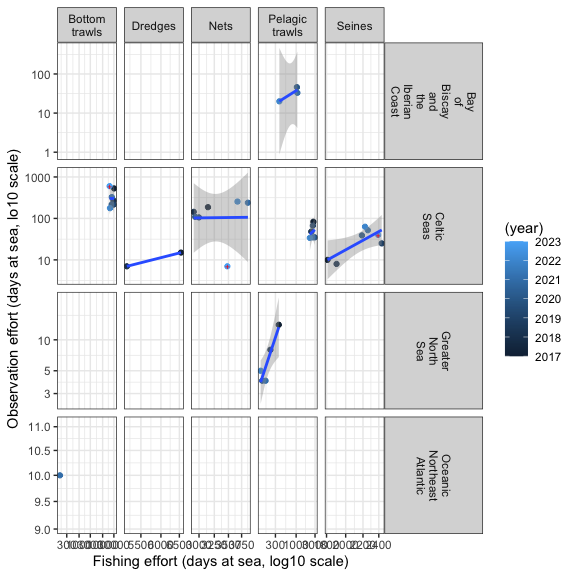 Bottom
trawls
Dredges
Nets
Pelagic
trawls
Seines
100
10
1
Bay
of
Biscay
and
the
Iberian
Coast
1000
100
10
Celtic
Seas
10
5
3
Greater
North
Sea
11.0
10.5
10.0
9.5
9.0
Oceanic
Northeast
Atlantic
Observation effort (days at sea, lo10 scale)
Fishing effort (days at sea, log10 scale)
(year)
2023
2022
2021
2020
2019
2018
2017